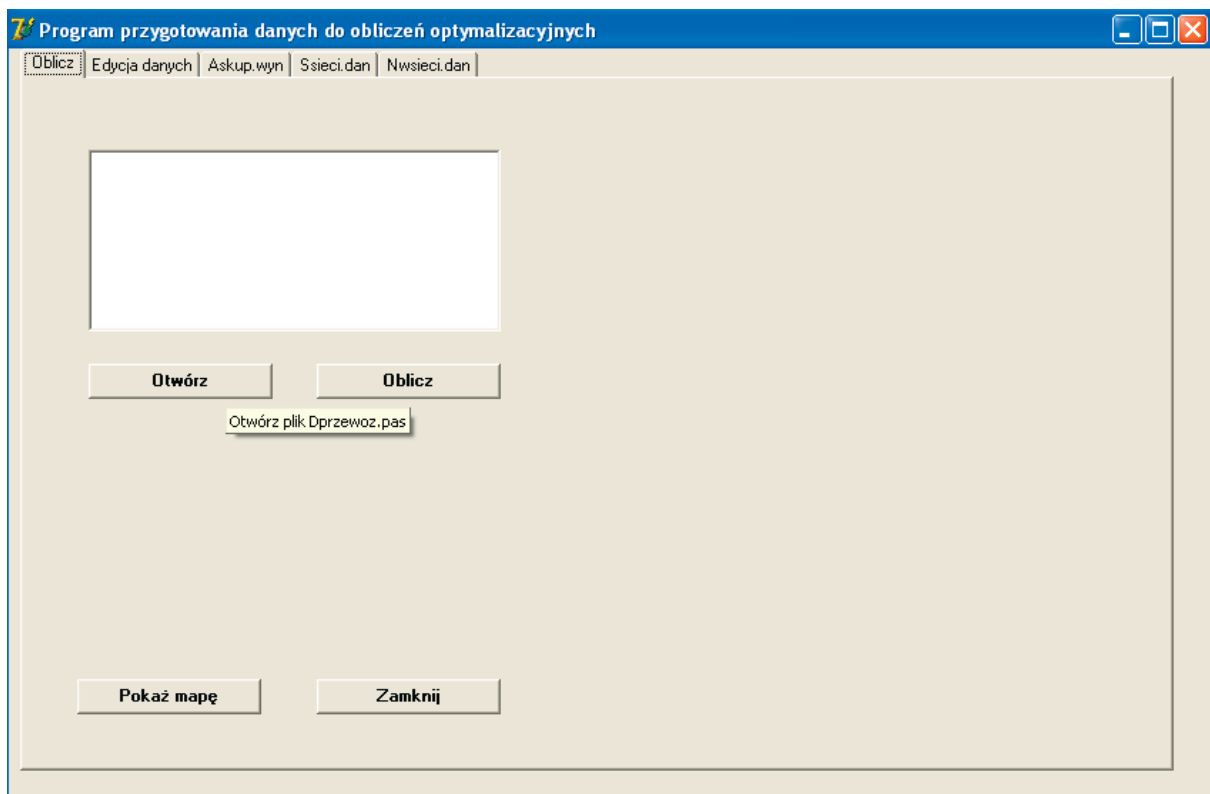 Program przygotowania danych do obliczeń optymalizacyjnych
Oblicz Edycja danych Askup.wyn Ssieci.dan Nwsieci.dan
Otwórz Oblicz
Otwórz plik Dprzewoz.pas
Pokaż mapę Zamknij